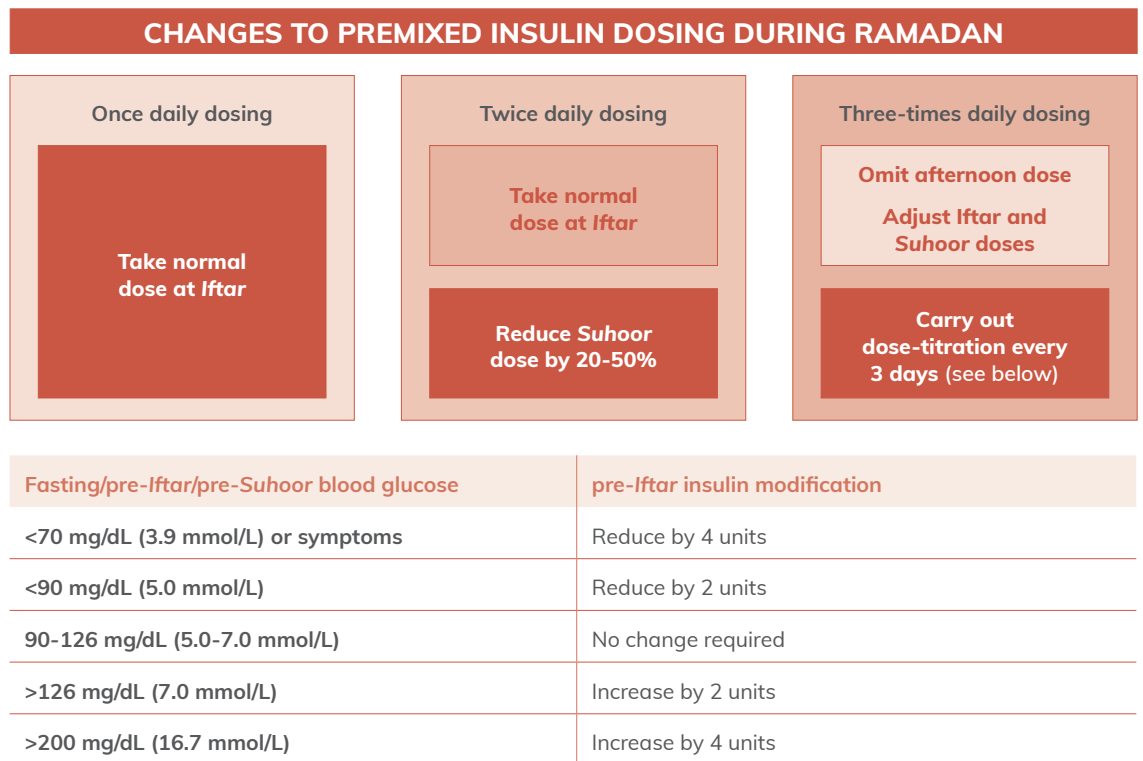 CHANGES TO PREMIXED INSULIN DOSING DURING RAMADAN
Once daily dosing
Take normal
dose at Iftar
Twice daily dosing
Take normal
dose at Iftar
Reduce Suhoor
dose by 20-50%
Three-times daily dosing
Omit afternoon dose
Adjust Iftar and
Suhoor doses
Carry out
dose-titration every
3 days (see below)
Fasting/pre-Iftar/pre-Suhoor blood glucose pre-Iftar insulin modification
<70 mg/dL (3.9 mmol/L) or symptoms Reduce by 4 units
<90 mg/dL (5.0 mmol/L) Reduce by 2 units
90-126 mg/dL (5.0-7.0 mmol/L) No change required
>126 mg/dL (7.0 mmol/L) Increase by 2 units
>200 mg/dL (16.7 mmol/L) Increase by 4 units